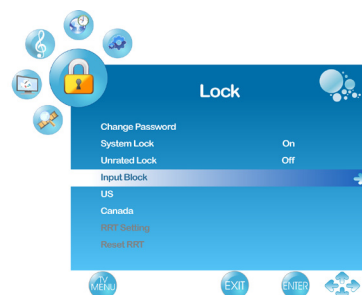 Lock
Change Password
System Lock On
Unrated Lock Off
Input Block
US
Canada
RRT Setting
Reset RRT
TV
MENU EXIT ENTER